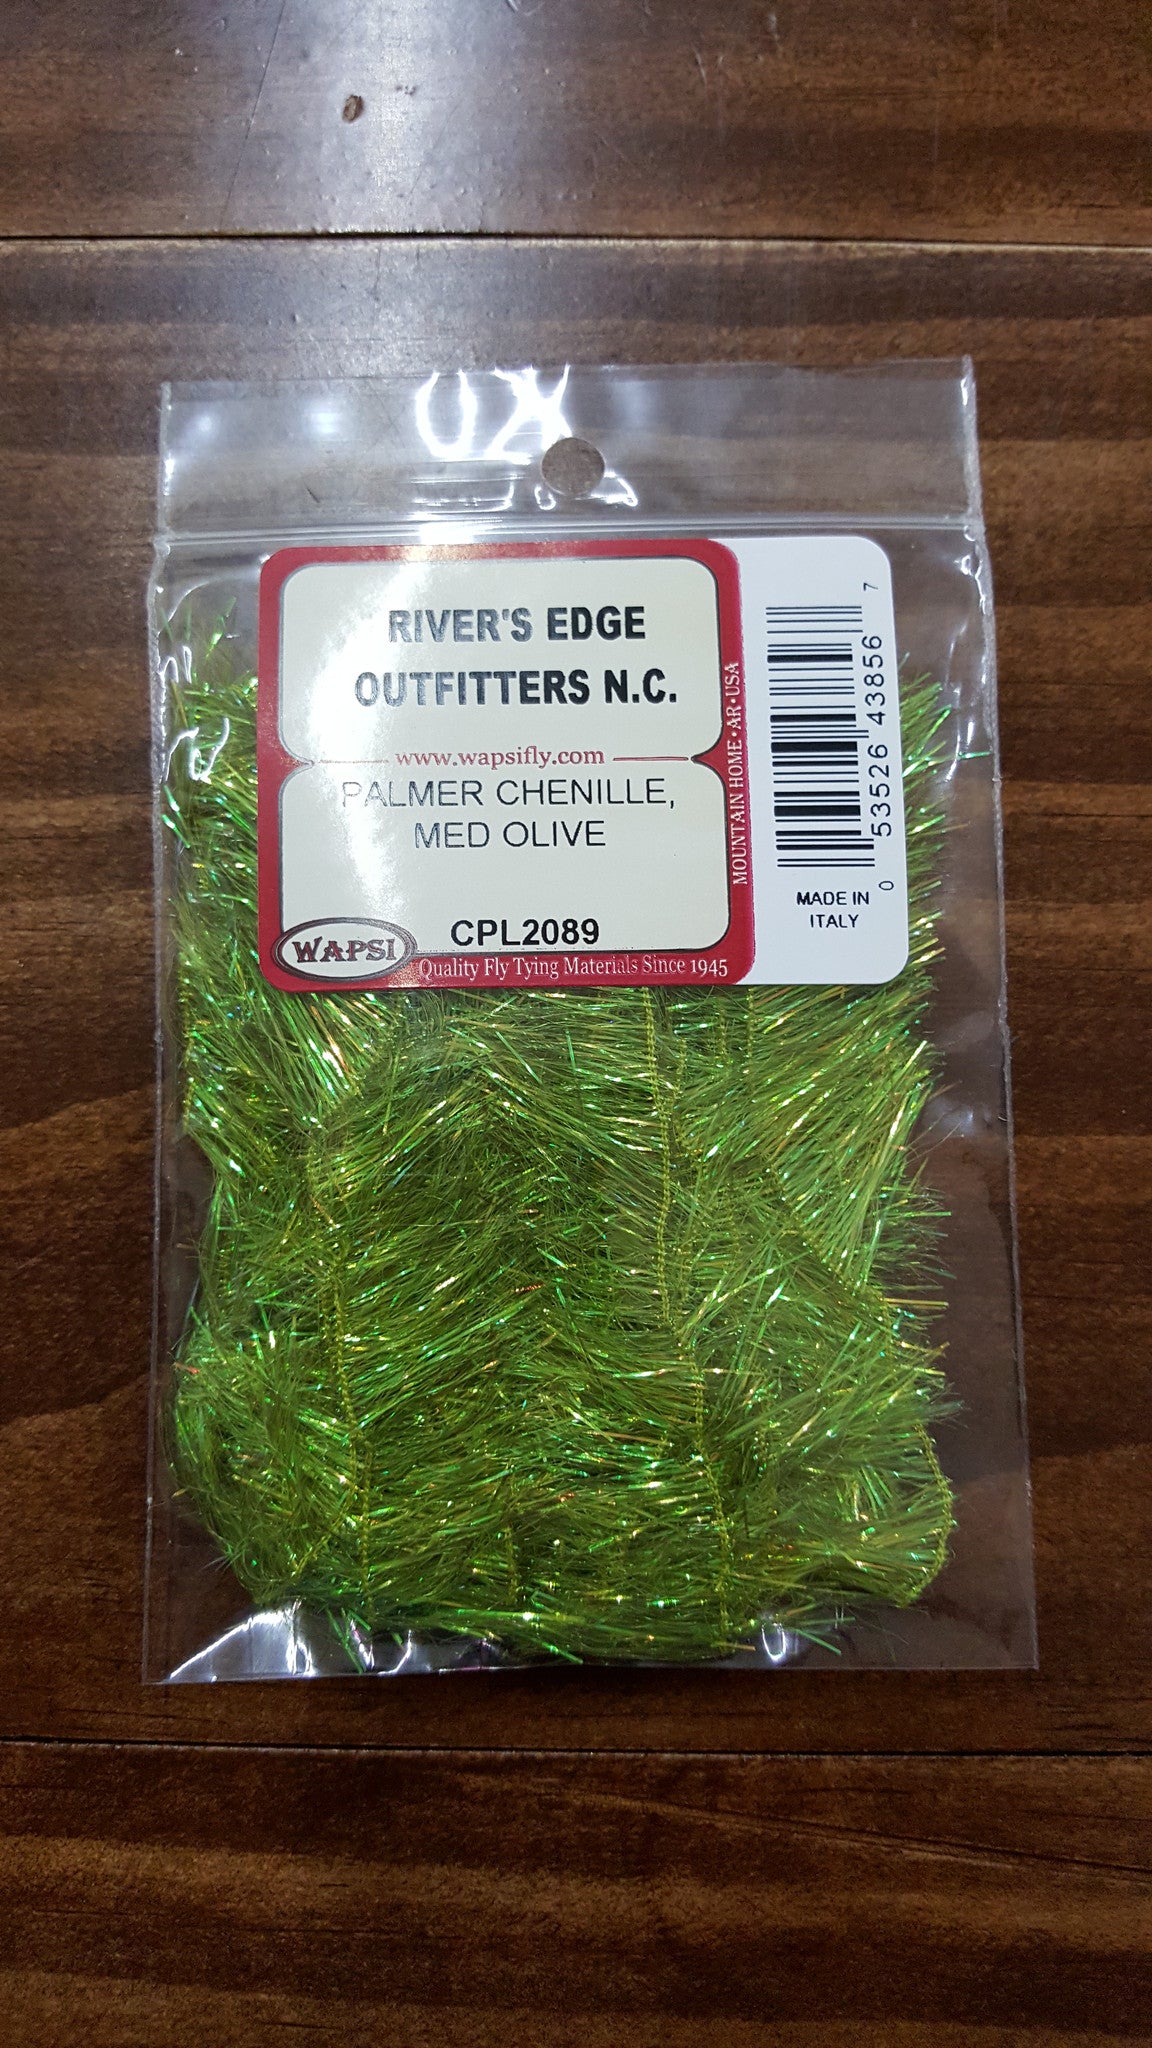 RIVER'S EDGE
OUTFITTERS N.C.
www.wapsifly.com
PALMER CHENILLE,
MED OLIVE
CPL2089
WAPSI
Quality Fly Tying Materials Since 1945
MOUNTAIN HOME • AR • USA
0 53526 43856 7
MADE IN
ITALY